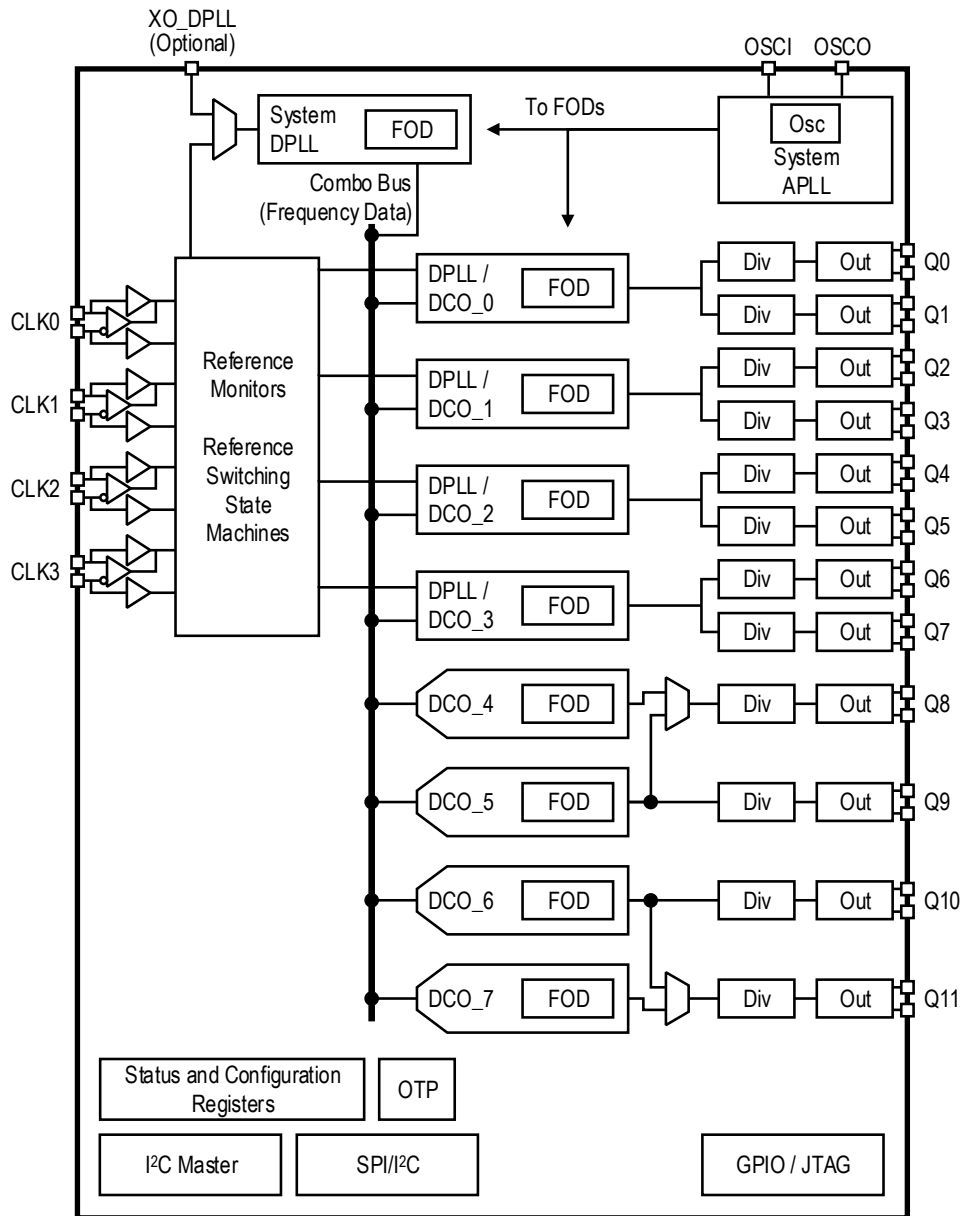 XO_DPLL
(Optional)
OSCI
OSCO
System
DPLL
FOD
To FODs
Osc
System
APLL
Combo Bus
(Frequency Data)
CLK0
CLK1
CLK2
CLK3
Reference
Monitors
Reference
Switching
State
Machines
DPLL /
DCO_0
FOD
Div
Out
Q0
Div
Out
Q1
DPLL /
DCO_1
FOD
Div
Out
Q2
Div
Out
Q3
DPLL /
DCO_2
FOD
Div
Out
Q4
Div
Out
Q5
DPLL /
DCO_3
FOD
Div
Out
Q6
Div
Out
Q7
DCO_4
FOD
Div
Out
Q8
DCO_5
FOD
Div
Out
Q9
DCO_6
FOD
Div
Out
Q10
DCO_7
FOD
Div
Out
Q11
Status and Configuration
Registers
OTP
I²C Master
SPI/I²C
GPIO / JTAG